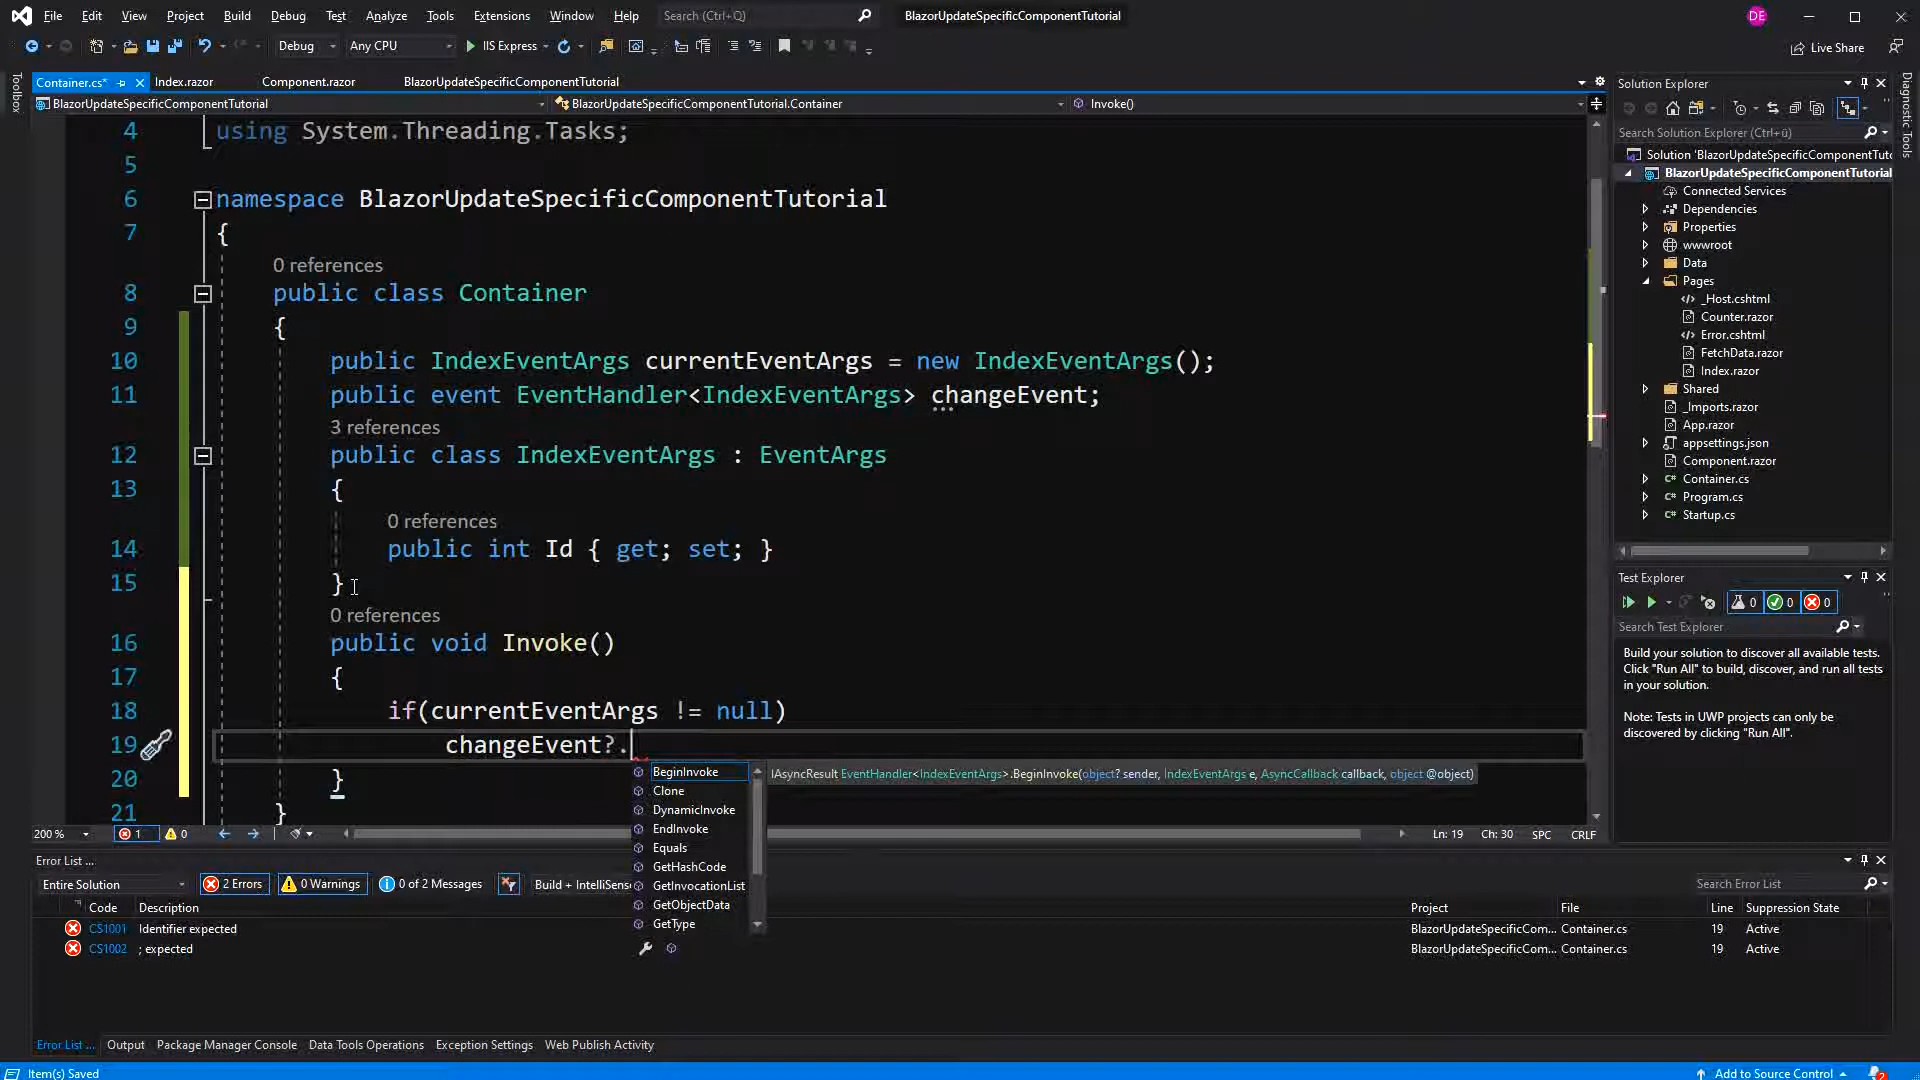 File Edit View Project Build Debug Test Analyze Tools Extensions Window Help Search (Ctrl+Q) BlazorUpdateSpecificComponentTutorial DE
Debug Any CPU IIS Express Live Share
Toolbox
Container.cs* Index.razor Component.razor BlazorUpdateSpecificComponentTutorial
BlazorUpdateSpecificComponentTutorial BlazorUpdateSpecificComponentTutorial.Container Invoke()
4 using System.Threading.Tasks;
5
6 namespace BlazorUpdateSpecificComponentTutorial
7 {
0 references
8 public class Container
9 {
10 public IndexEventArgs currentEventArgs = new IndexEventArgs();
11 public event EventHandler<IndexEventArgs> changeEvent;
3 references
12 public class IndexEventArgs : EventArgs
13 {
0 references
14 public int Id { get; set; }
15 }
0 references
16 public void Invoke()
17 {
18 if(currentEventArgs != null)
19 changeEvent?.
20 }
21 }
BeginInvoke
Clone
DynamicInvoke
EndInvoke
Equals
GetHashCode
GetInvocationList
GetObjectData
GetType
IAsyncResult EventHandler<IndexEventArgs>.BeginInvoke(object? sender, IndexEventArgs e, AsyncCallback callback, object @object)
200 % 1 0 Ln: 19 Ch: 30 SPC CRLF
Error List ...
Entire Solution 2 Errors 0 Warnings 0 of 2 Messages Build + IntelliSens Search Error List
Code Description Project File Line Suppression State
CS1001 Identifier expected BlazorUpdateSpecificCom... Container.cs 19 Active
CS1002 ; expected BlazorUpdateSpecificCom... Container.cs 19 Active
Error List ... Output Package Manager Console Data Tools Operations Exception Settings Web Publish Activity
Item(s) Saved Add to Source Control 2
Solution Explorer
Search Solution Explorer (Ctrl+ü)
Solution 'BlazorUpdateSpecificComponentTuto
BlazorUpdateSpecificComponentTutorial
Connected Services
Dependencies
Properties
wwwroot
Data
Pages
_Host.cshtml
Counter.razor
Error.cshtml
FetchData.razor
Index.razor
Shared
_Imports.razor
App.razor
appsettings.json
Component.razor
C# Container.cs
C# Program.cs
C# Startup.cs
Test Explorer
0 0 0
Search Test Explorer
Build your solution to discover all available tests.
Click "Run All" to build, discover, and run all tests
in your solution.
Note: Tests in UWP projects can only be
discovered by clicking "Run All".
Diagnostic Tools